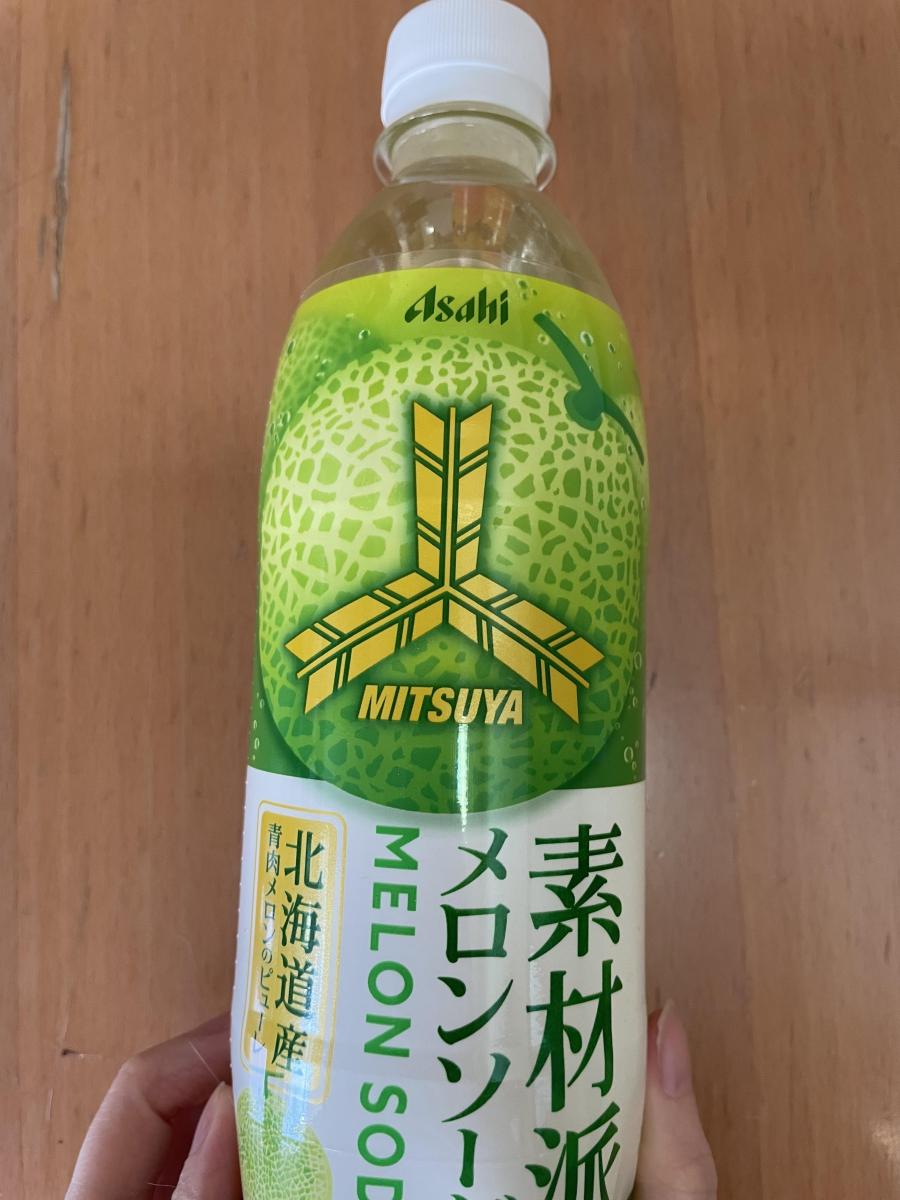 Asahi
MITSUYA
素材派
メロンソー
MELON SOD
北海道産
青肉メロンのピューレ